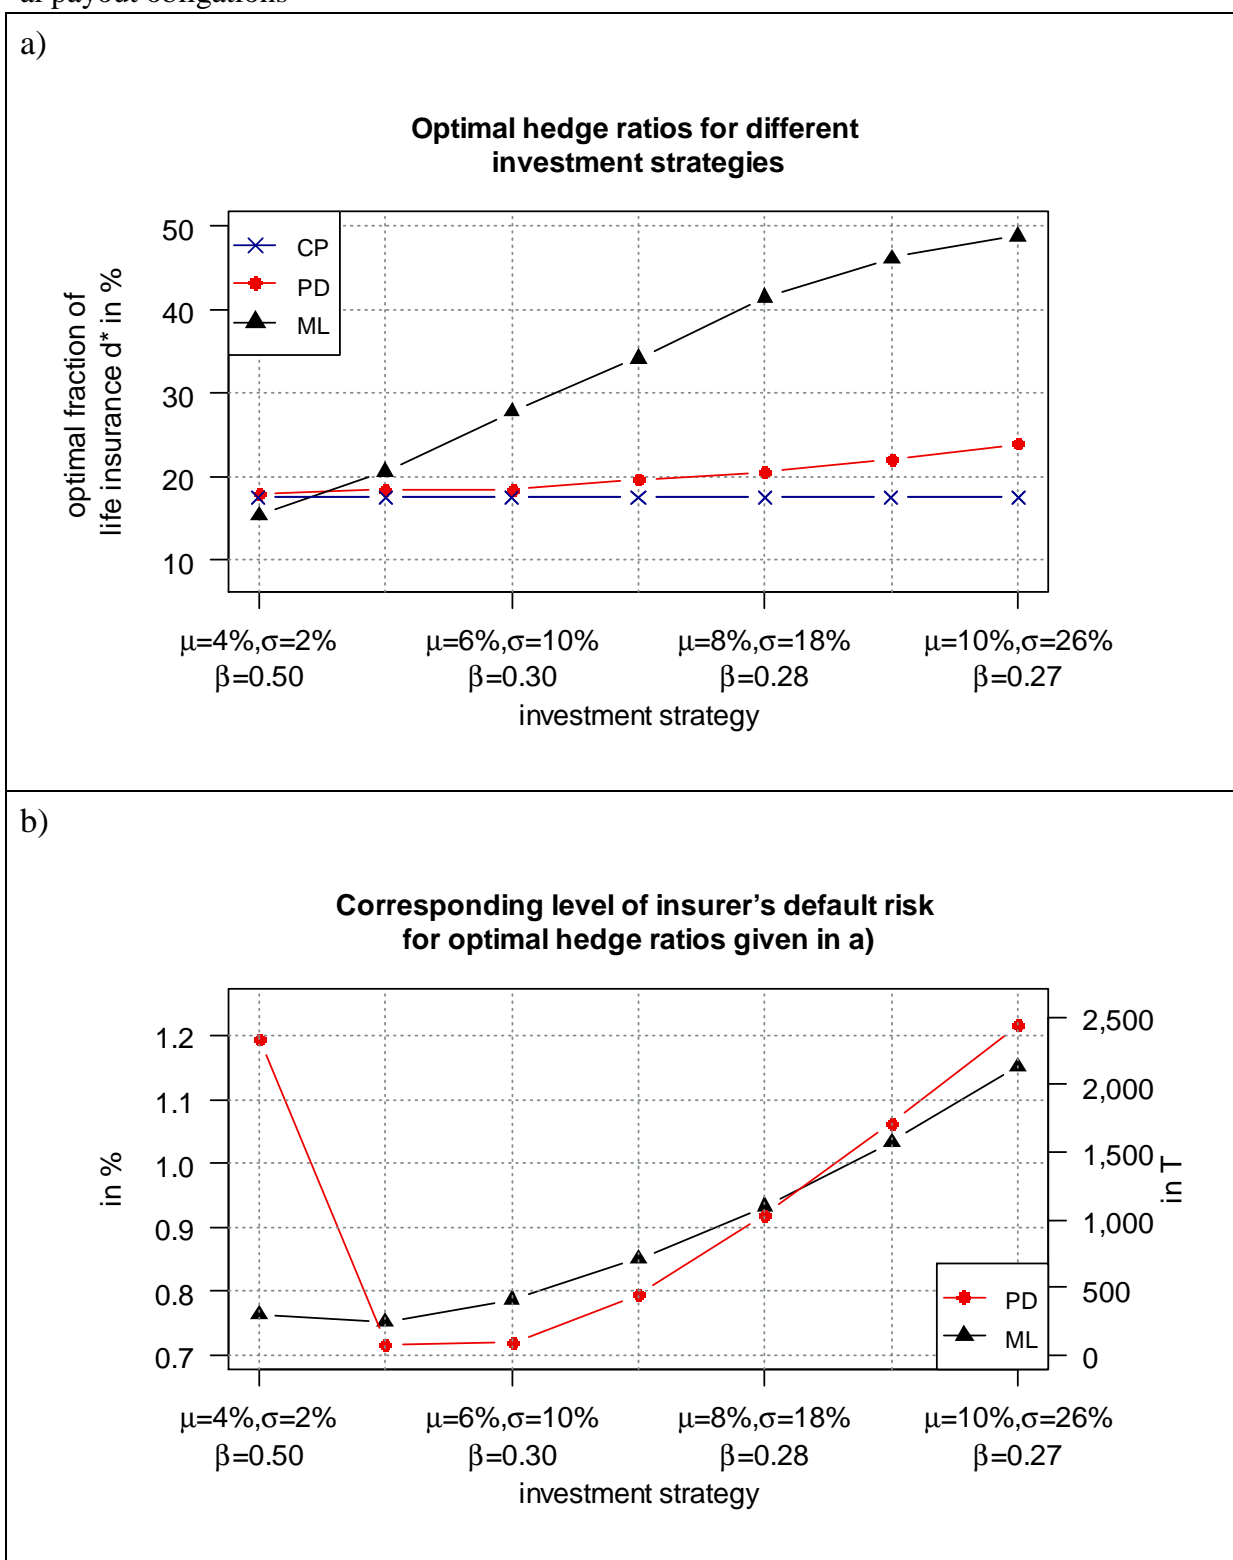 al payout obligations
a)
Optimal hedge ratios for different
investment strategies
optimal fraction of
life insurance d* in %
50
40
30
20
10
CP
PD
ML
μ=4%,σ=2%
β=0.50
μ=6%,σ=10%
β=0.30
μ=8%,σ=18%
β=0.28
μ=10%,σ=26%
β=0.27
investment strategy
b)
Corresponding level of insurer’s default risk
for optimal hedge ratios given in a)
in %
1.2
1.1
1.0
0.9
0.8
0.7
2,500
2,000
1,500
1,000
500
0
in T
PD
ML
μ=4%,σ=2%
β=0.50
μ=6%,σ=10%
β=0.30
μ=8%,σ=18%
β=0.28
μ=10%,σ=26%
β=0.27
investment strategy